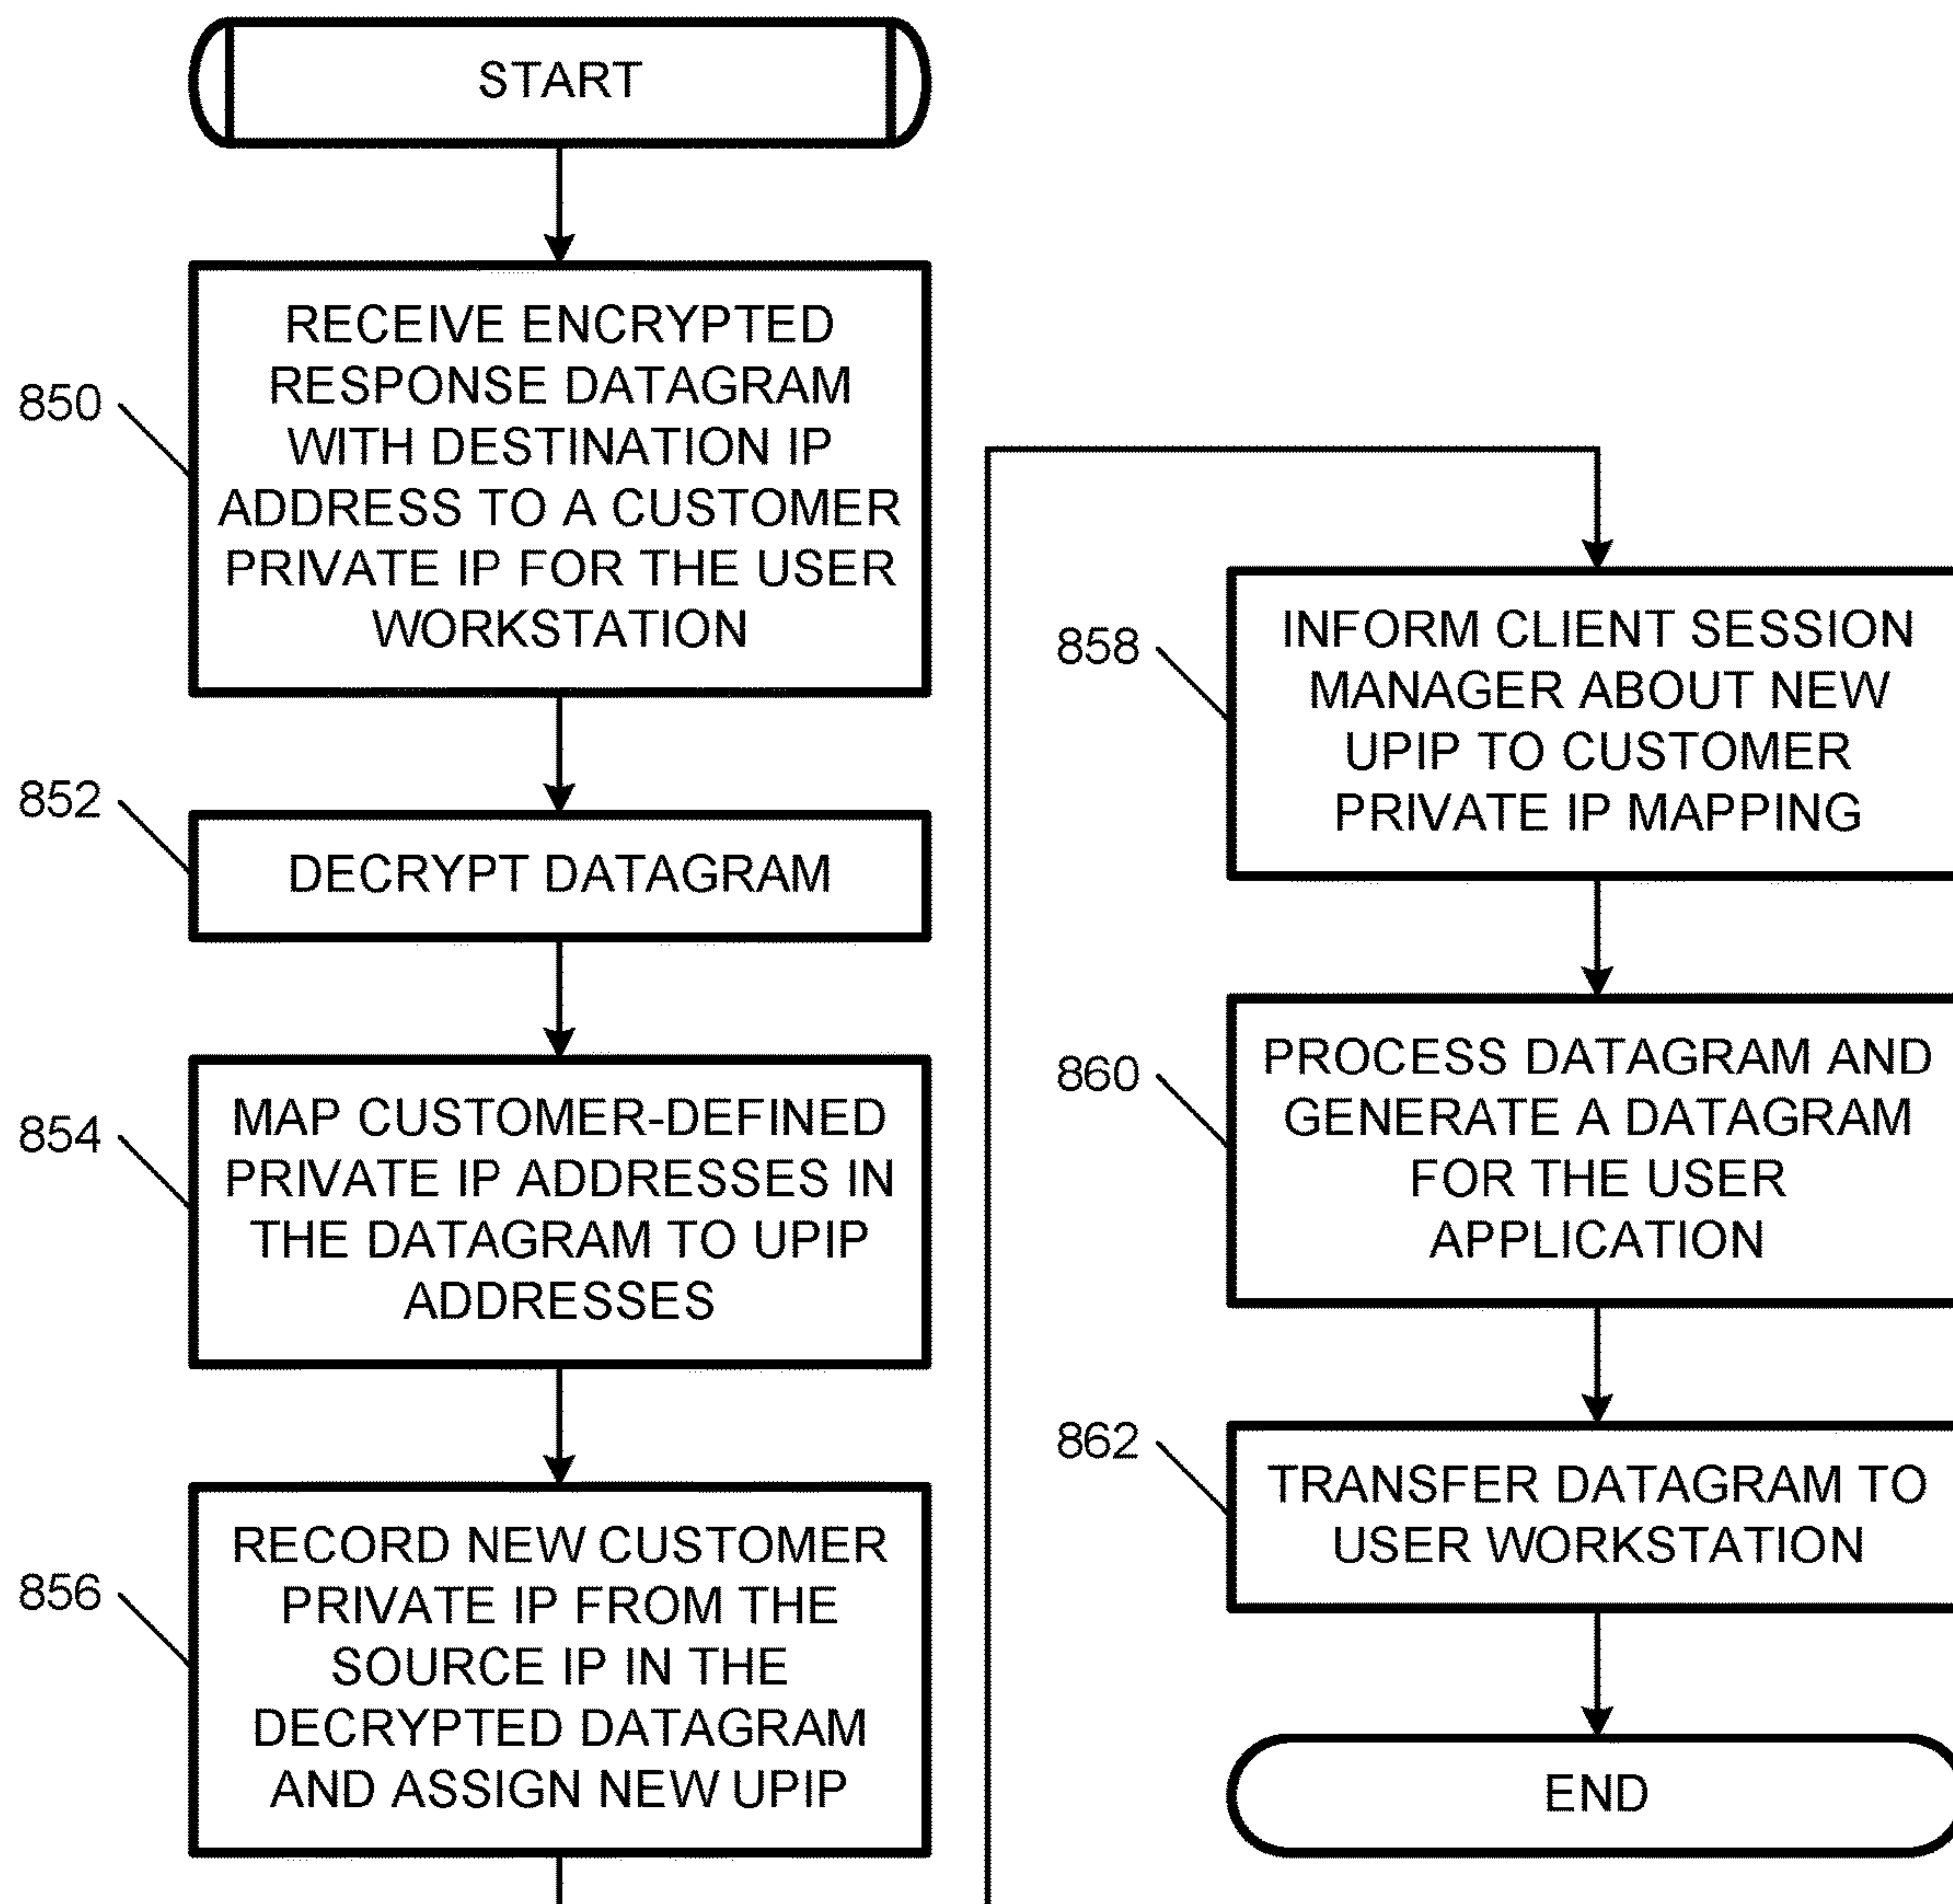 START
850
RECEIVE ENCRYPTED
RESPONSE DATAGRAM
WITH DESTINATION IP
ADDRESS TO A CUSTOMER
PRIVATE IP FOR THE USER
WORKSTATION
852
DECRYPT DATAGRAM
854
MAP CUSTOMER-DEFINED
PRIVATE IP ADDRESSES IN
THE DATAGRAM TO UPIP
ADDRESSES
856
RECORD NEW CUSTOMER
PRIVATE IP FROM THE
SOURCE IP IN THE
DECRYPTED DATAGRAM
AND ASSIGN NEW UPIP
858
INFORM CLIENT SESSION
MANAGER ABOUT NEW
UPIP TO CUSTOMER
PRIVATE IP MAPPING
860
PROCESS DATAGRAM AND
GENERATE A DATAGRAM
FOR THE USER
APPLICATION
862
TRANSFER DATAGRAM TO
USER WORKSTATION
END